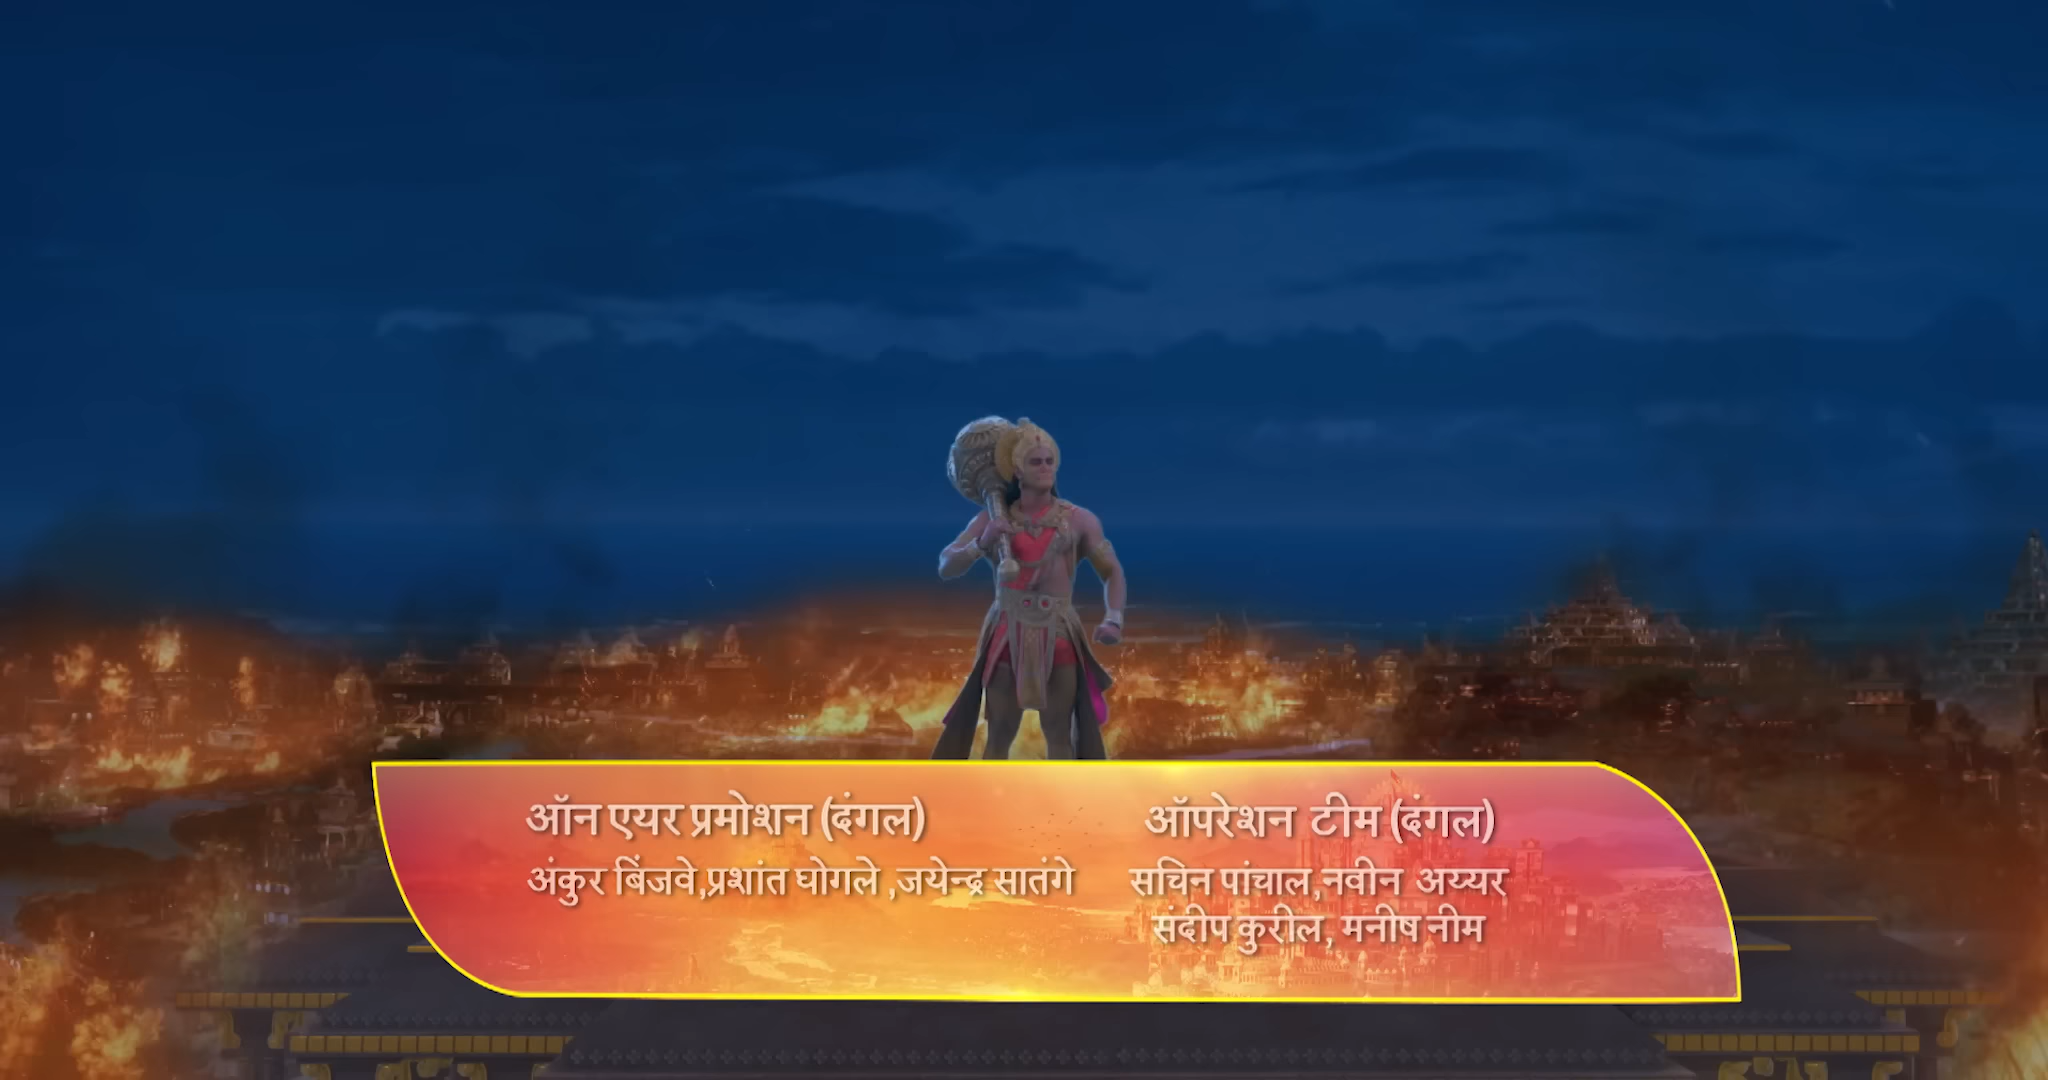 ऑन एयर प्रमोशन (दंगल)
अंकुर बिंजवे,प्रशांत घोगले ,जयेन्द्र सातंगे
ऑपरेशन टीम (दंगल)
सचिन पांचाल,नवीन अय्यर
संदीप कुरील, मनीष नीम